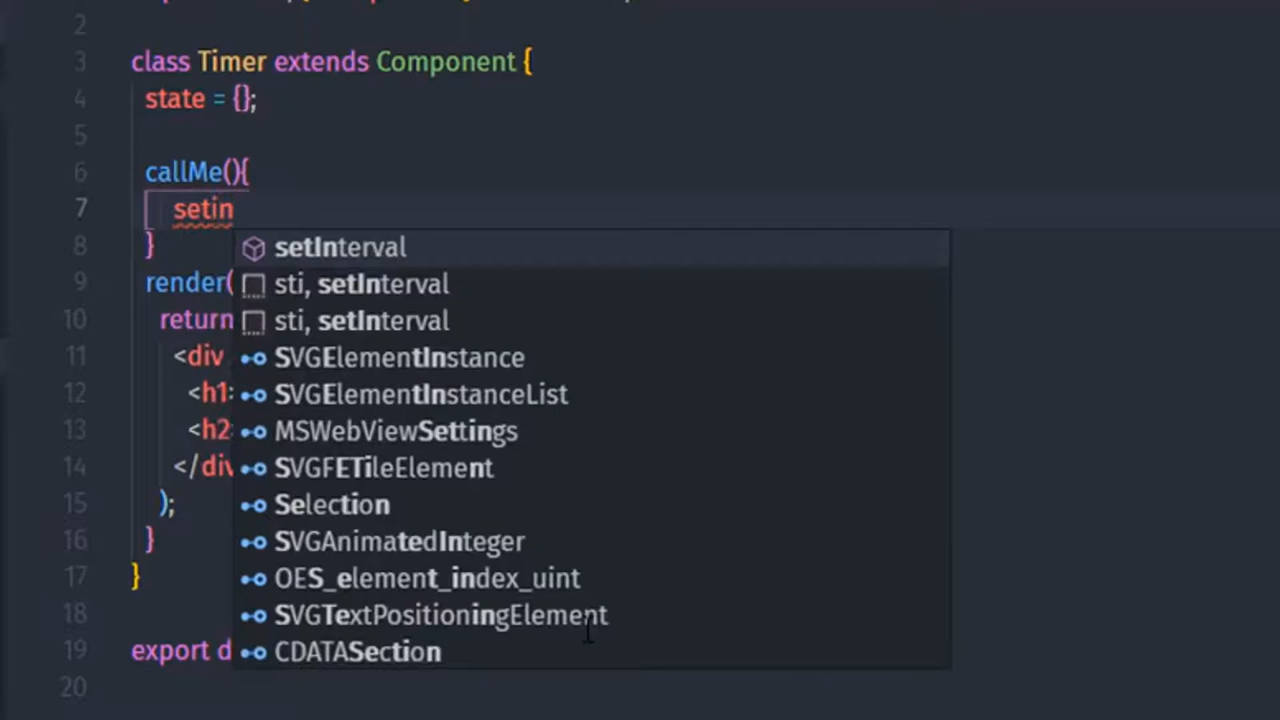 2
3 class Timer extends Component {
4 state = {};
5
6 callMe(){
7 setin
8 }
setInterval
9 render(
sti, setInterval
10 return
sti, setInterval
11 <div
SVGElementInstance
12 <h1>
SVGElementInstanceList
13 <h2
MSWebViewSettings
14 </div
SVGFETileElement
15 );
Selection
16 }
SVGAnimatedInteger
17 }
OES_element_index_uint
18
SVGTextPositioningElement
19 export d
CDATASection
20